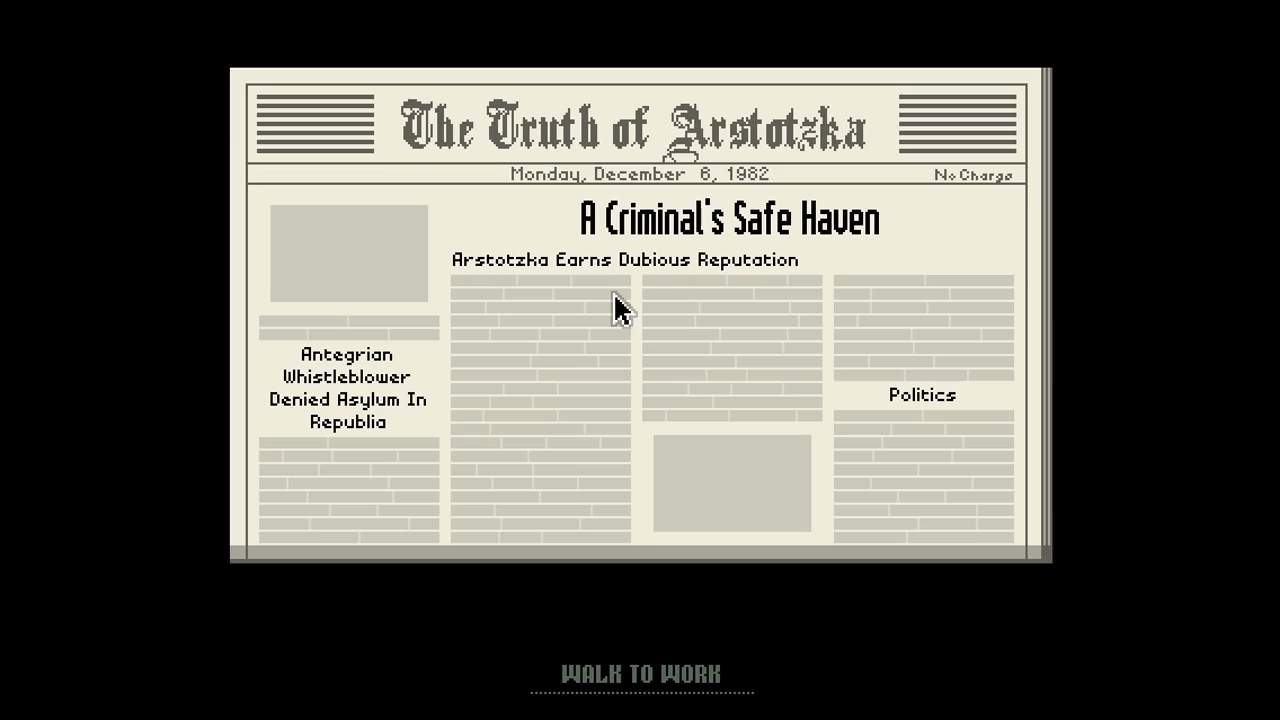 The Truth of Arstotzka
Monday, December 6, 1982
No Charge
A Criminal's Safe Haven
Arstotzka Earns Dubious Reputation
Antegrian
Whistleblower
Denied Asylum In
Republia
Politics
WALK TO WORK